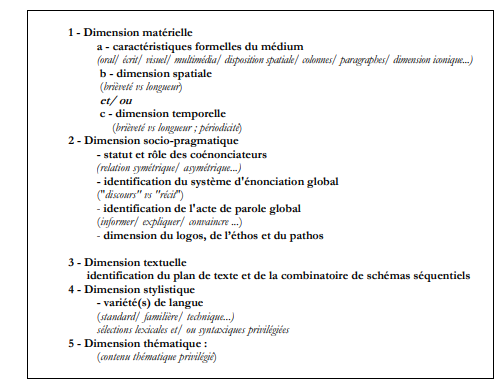 1 - Dimension matérielle
a - caractéristiques formelles du médium
(oral/ écrit/ visuel/ multimédia/ disposition spatiale/ colonnes/ paragraphes/ dimension iconique...)
b - dimension spatiale
(brièveté vs longueur)
et/ ou
c - dimension temporelle
(brièveté vs longueur ; périodicité)
2 - Dimension socio-pragmatique
- statut et rôle des coénonciateurs
(relation symétrique/ asymétrique...)
- identification du système d'énonciation global
("discours" vs "récit")
- identification de l'acte de parole global
(informer/ expliquer/ convaincre ...)
- dimension du logos, de l'éthos et du pathos
3 - Dimension textuelle
identification du plan de texte et de la combinatoire de schémas séquentiels
4 - Dimension stylistique
- variété(s) de langue
(standard/ familière/ technique...)
sélections lexicales et/ ou syntaxiques privilégiées
5 - Dimension thématique :
(contenu thématique privilégié)